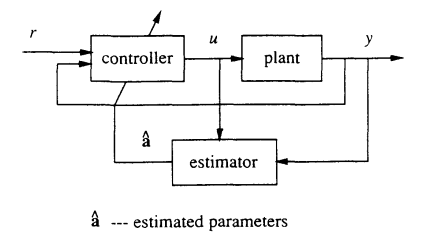 r
u
y
controller
plant
â
estimator
â --- estimated parameters